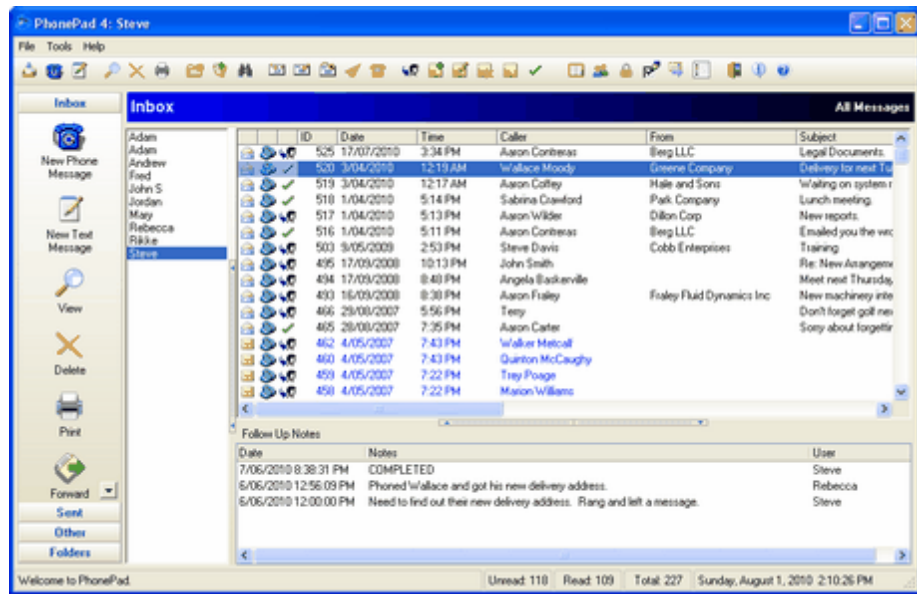 PhonePad 4: Steve
File Tools Help
Inbox
Inbox All Messages
New Phone
Message
New Text
Message
View
Delete
Print
Forward
Sent
Other
Folders
Adam
Adam
Andrew
Fred
John S
Jordan
Mary
Rebecca
Rikke
Steve
ID Date Time Caller From Subject
525 17/07/2010 3:34 PM Aaron Contreras Berg LLC Legal Documents.
520 3/04/2010 12:19 AM Wallace Moody Greene Company Delivery for next Tu
519 3/04/2010 12:17 AM Aaron Coffey Hale and Sons Waiting on system r
518 1/04/2010 5:14 PM Sabrina Crawford Park Company Lunch meeting.
517 1/04/2010 5:13 PM Aaron Wilder Dillon Corp New reports.
516 1/04/2010 5:11 PM Aaron Contreras Berg LLC Emailed you the wrc
503 9/05/2009 2:53 PM Steve Davis Cobb Enterprises Training
495 17/09/2008 10:13 PM John Smith Re: New Arrangeme
494 17/09/2008 8:48 PM Angela Baskerville Meet next Thursday,
493 16/09/2008 8:38 PM Aaron Fraley Fraley Fluid Dynamics Inc New machinery inte
466 29/08/2007 5:56 PM Terry Don't forget golf nex
465 28/08/2007 7:35 PM Aaron Carter Sorry about forgettir
462 4/05/2007 7:43 PM Walker Metcalf
460 4/05/2007 7:43 PM Quinton McCaughy
459 4/05/2007 7:22 PM Trey Poage
458 4/05/2007 7:22 PM Marion Williams
Follow Up Notes
Date Notes User
7/06/2010 8:38:31 PM COMPLETED Steve
6/06/2010 12:56:09 PM Phoned Wallace and got his new delivery address. Rebecca
6/06/2010 12:00:00 PM Need to find out their new delivery address. Rang and left a message. Steve
Welcome to PhonePad. Unread: 118 Read: 109 Total: 227 Sunday, August 1, 2010 2:10:26 PM